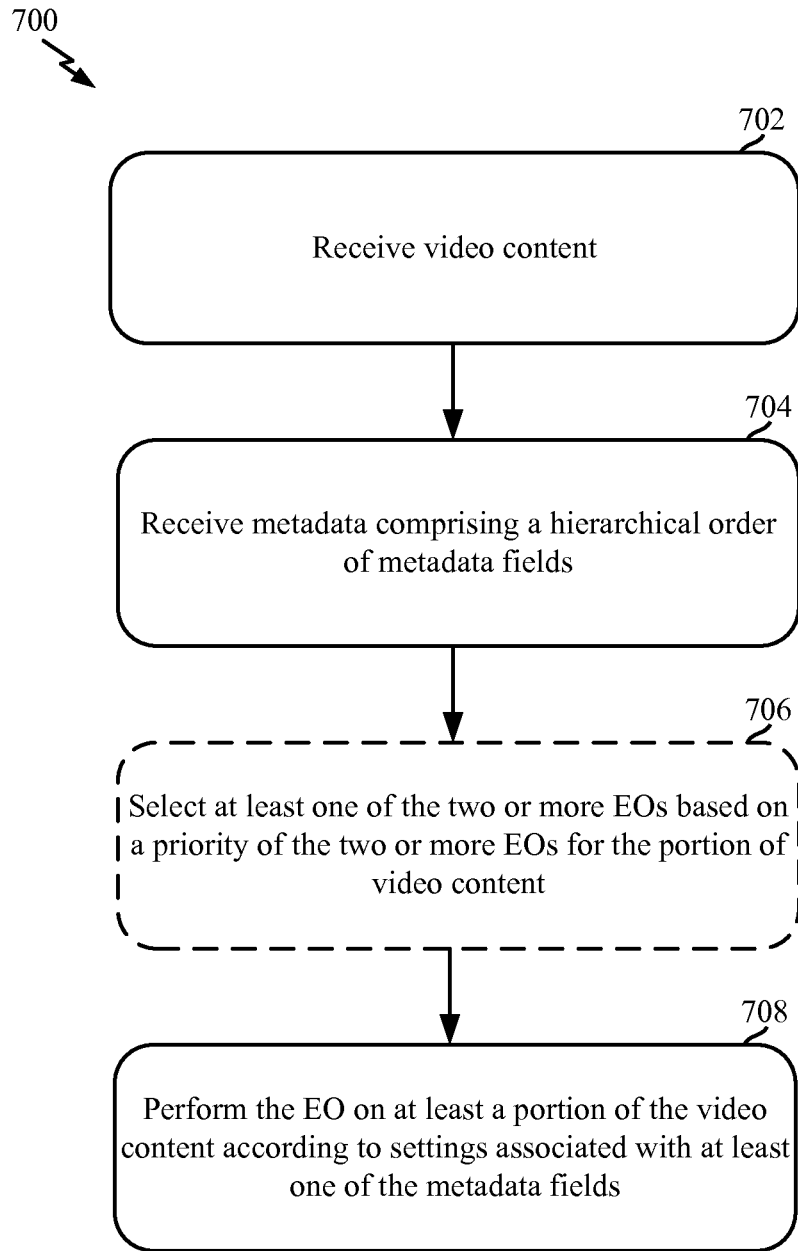 700
702
Receive video content
704
Receive metadata comprising a hierarchical order
of metadata fields
706
Select at least one of the two or more EOs based on
a priority of the two or more EOs for the portion of
video content
708
Perform the EO on at least a portion of the video
content according to settings associated with at least
one of the metadata fields